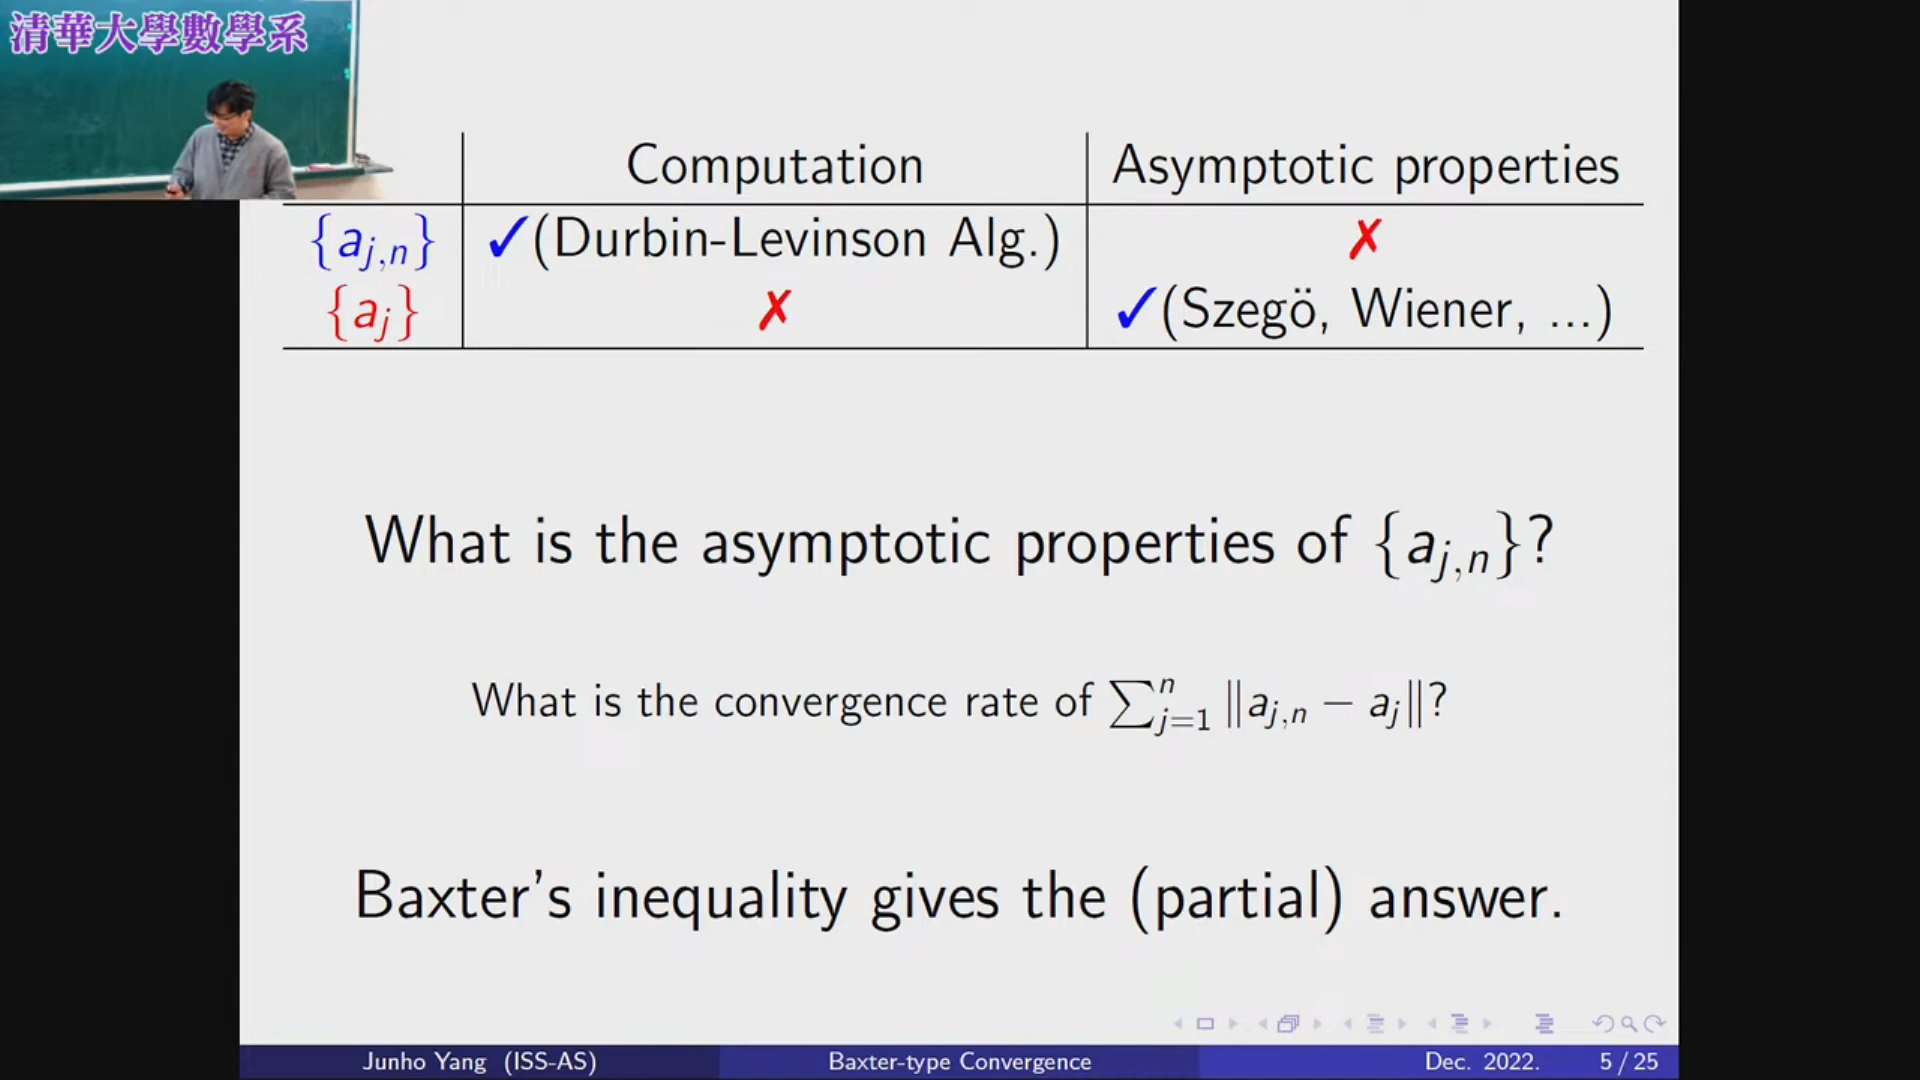 清華大學數學系
Computation Asymptotic properties
{a_{j,n}} ✓(Durbin-Levinson Alg.) ✗
{a_j} ✗ ✓(Szegö, Wiener, ...)
What is the asymptotic properties of {a_{j,n}}?
What is the convergence rate of ∑_{j=1}^{n} ‖a_{j,n} − a_j‖?
Baxter's inequality gives the (partial) answer.
Junho Yang (ISS-AS) Baxter-type Convergence Dec. 2022. 5 / 25